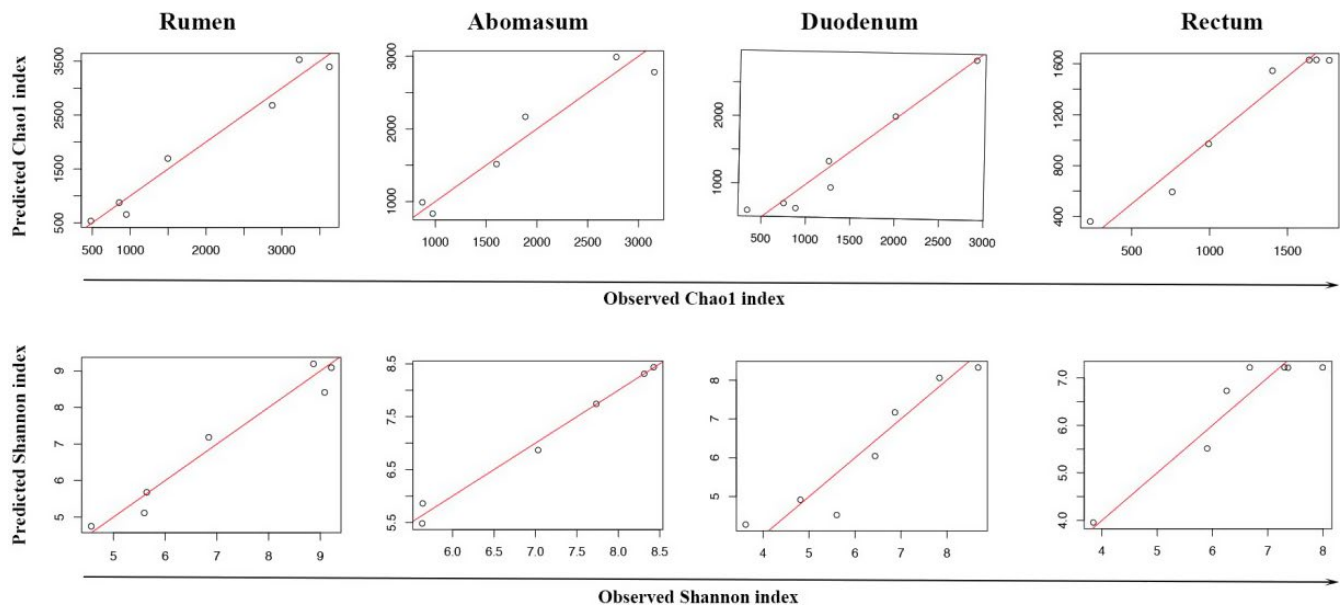 Rumen Abomasum Duodenum Rectum
Predicted Chao1 index
3500
2500
1500
500
500 1000 2000 3000
3000
2000
1000
1000 1500 2000 2500 3000
2000
1000
500 1000 1500 2000 2500 3000
1600
1200
800
400
500 1000 1500
Observed Chao1 index
Predicted Shannon index
9
8
7
6
5
5 6 7 8 9
8.5
7.5
6.5
5.5
6.0 6.5 7.0 7.5 8.0 8.5
8
7
6
5
4 5 6 7 8
7.0
6.0
5.0
4.0
4 5 6 7 8
Observed Shannon index